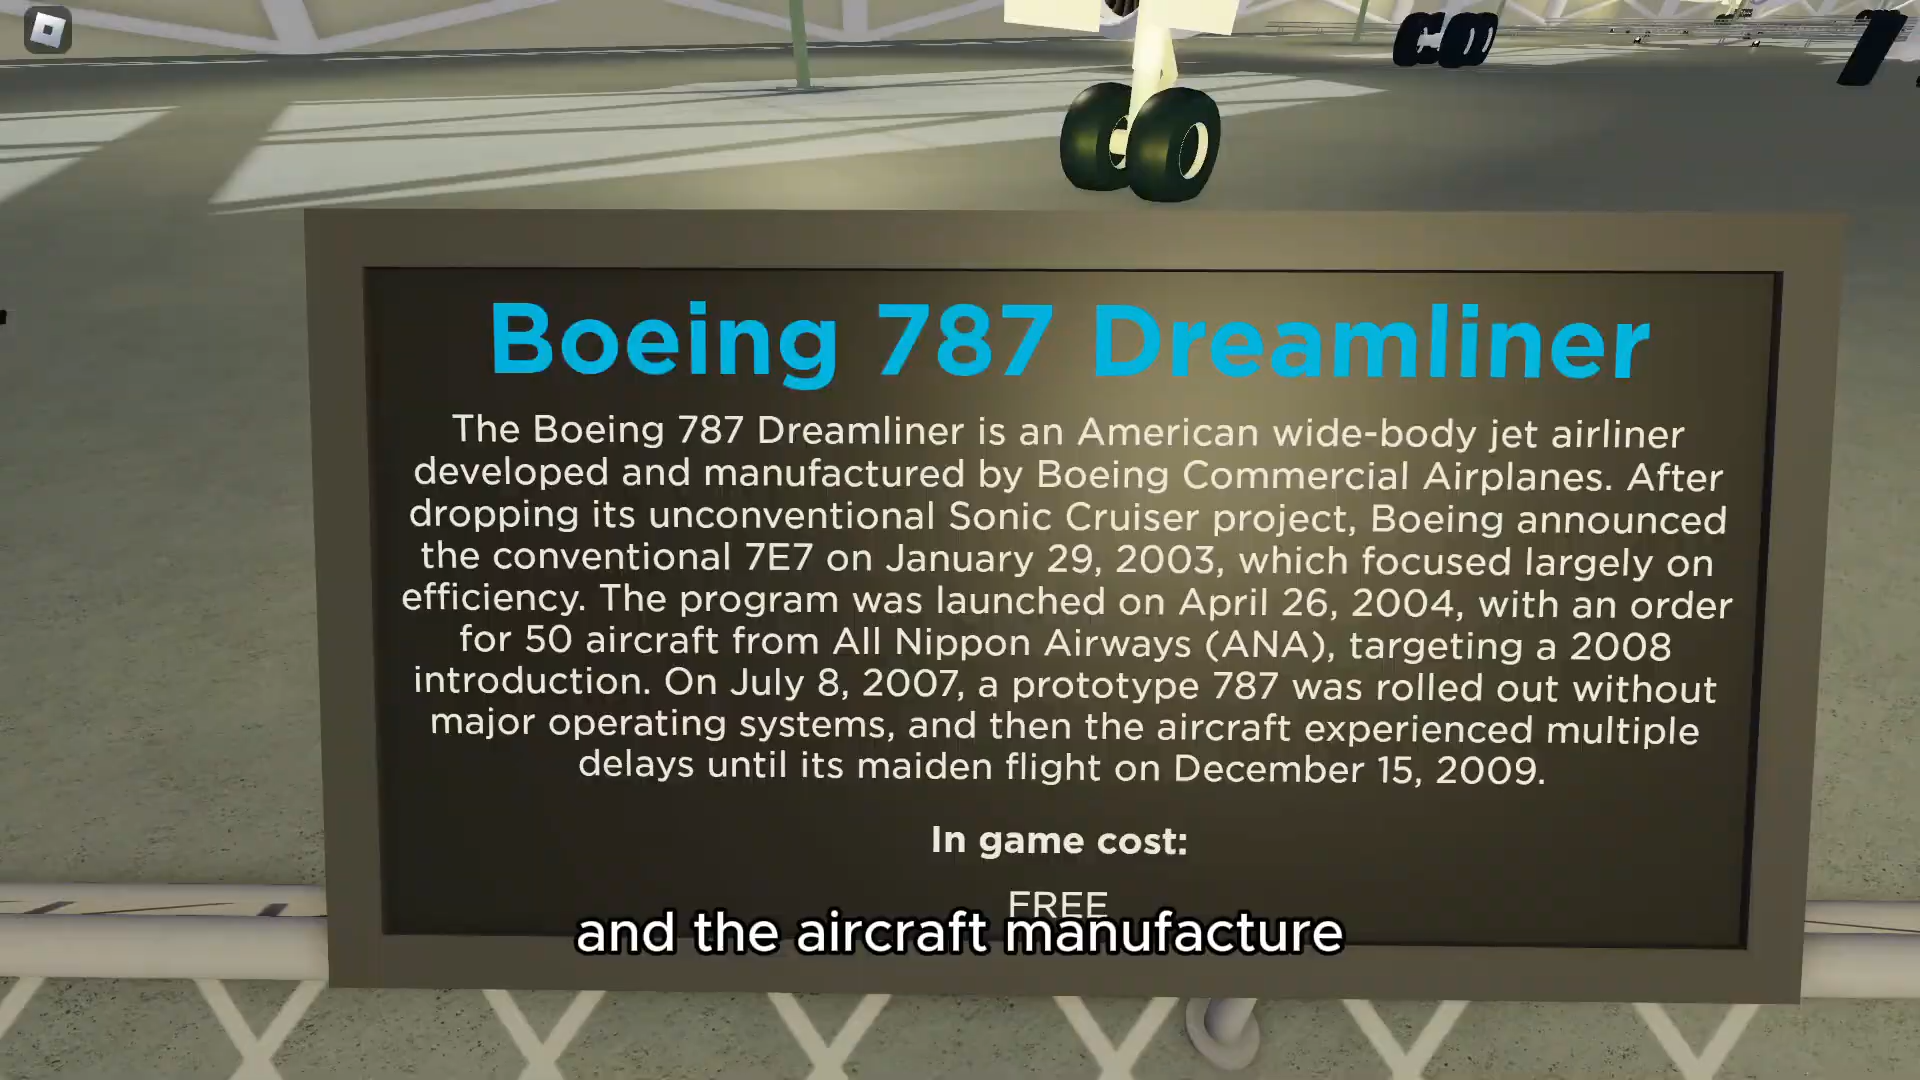 Boeing 787 Dreamliner
The Boeing 787 Dreamliner is an American wide-body jet airliner
developed and manufactured by Boeing Commercial Airplanes. After
dropping its unconventional Sonic Cruiser project, Boeing announced
the conventional 7E7 on January 29, 2003, which focused largely on
efficiency. The program was launched on April 26, 2004, with an order
for 50 aircraft from All Nippon Airways (ANA), targeting a 2008
introduction. On July 8, 2007, a prototype 787 was rolled out without
major operating systems, and then the aircraft experienced multiple
delays until its maiden flight on December 15, 2009.
In game cost:
FREE
and the aircraft manufacture